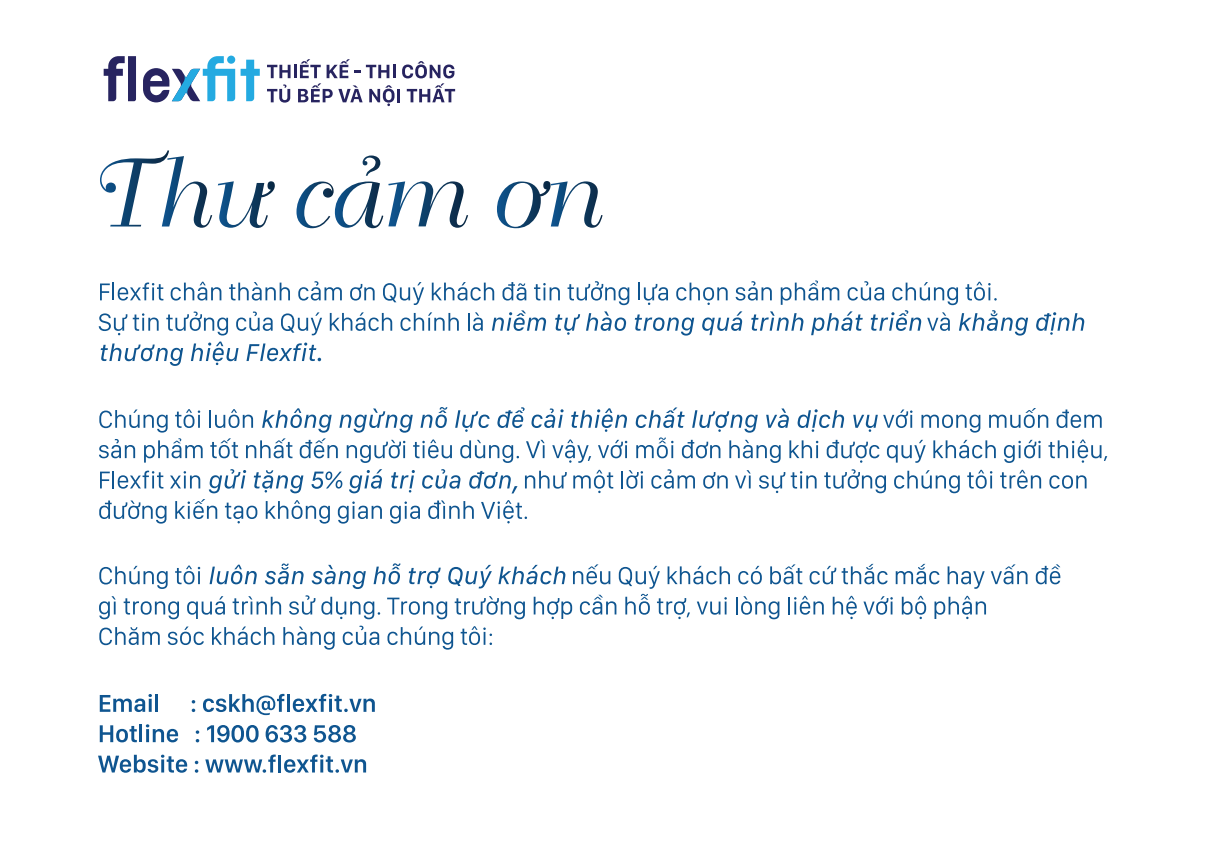 flexfit THIẾT KẾ - THI CÔNG
TỦ BẾP VÀ NỘI THẤT
Thư cảm ơn
Flexfit chân thành cảm ơn Quý khách đã tin tưởng lựa chọn sản phẩm của chúng tôi.
Sự tin tưởng của Quý khách chính là niềm tự hào trong quá trình phát triển và khẳng định
thương hiệu Flexfit.
Chúng tôi luôn không ngừng nỗ lực để cải thiện chất lượng và dịch vụ với mong muốn đem
sản phẩm tốt nhất đến người tiêu dùng. Vì vậy, với mỗi đơn hàng khi được quý khách giới thiệu,
Flexfit xin gửi tặng 5% giá trị của đơn, như một lời cảm ơn vì sự tin tưởng chúng tôi trên con
đường kiến tạo không gian gia đình Việt.
Chúng tôi luôn sẵn sàng hỗ trợ Quý khách nếu Quý khách có bất cứ thắc mắc hay vấn đề
gì trong quá trình sử dụng. Trong trường hợp cần hỗ trợ, vui lòng liên hệ với bộ phận
Chăm sóc khách hàng của chúng tôi:
Email : cskh@flexfit.vn
Hotline : 1900 633 588
Website : www.flexfit.vn